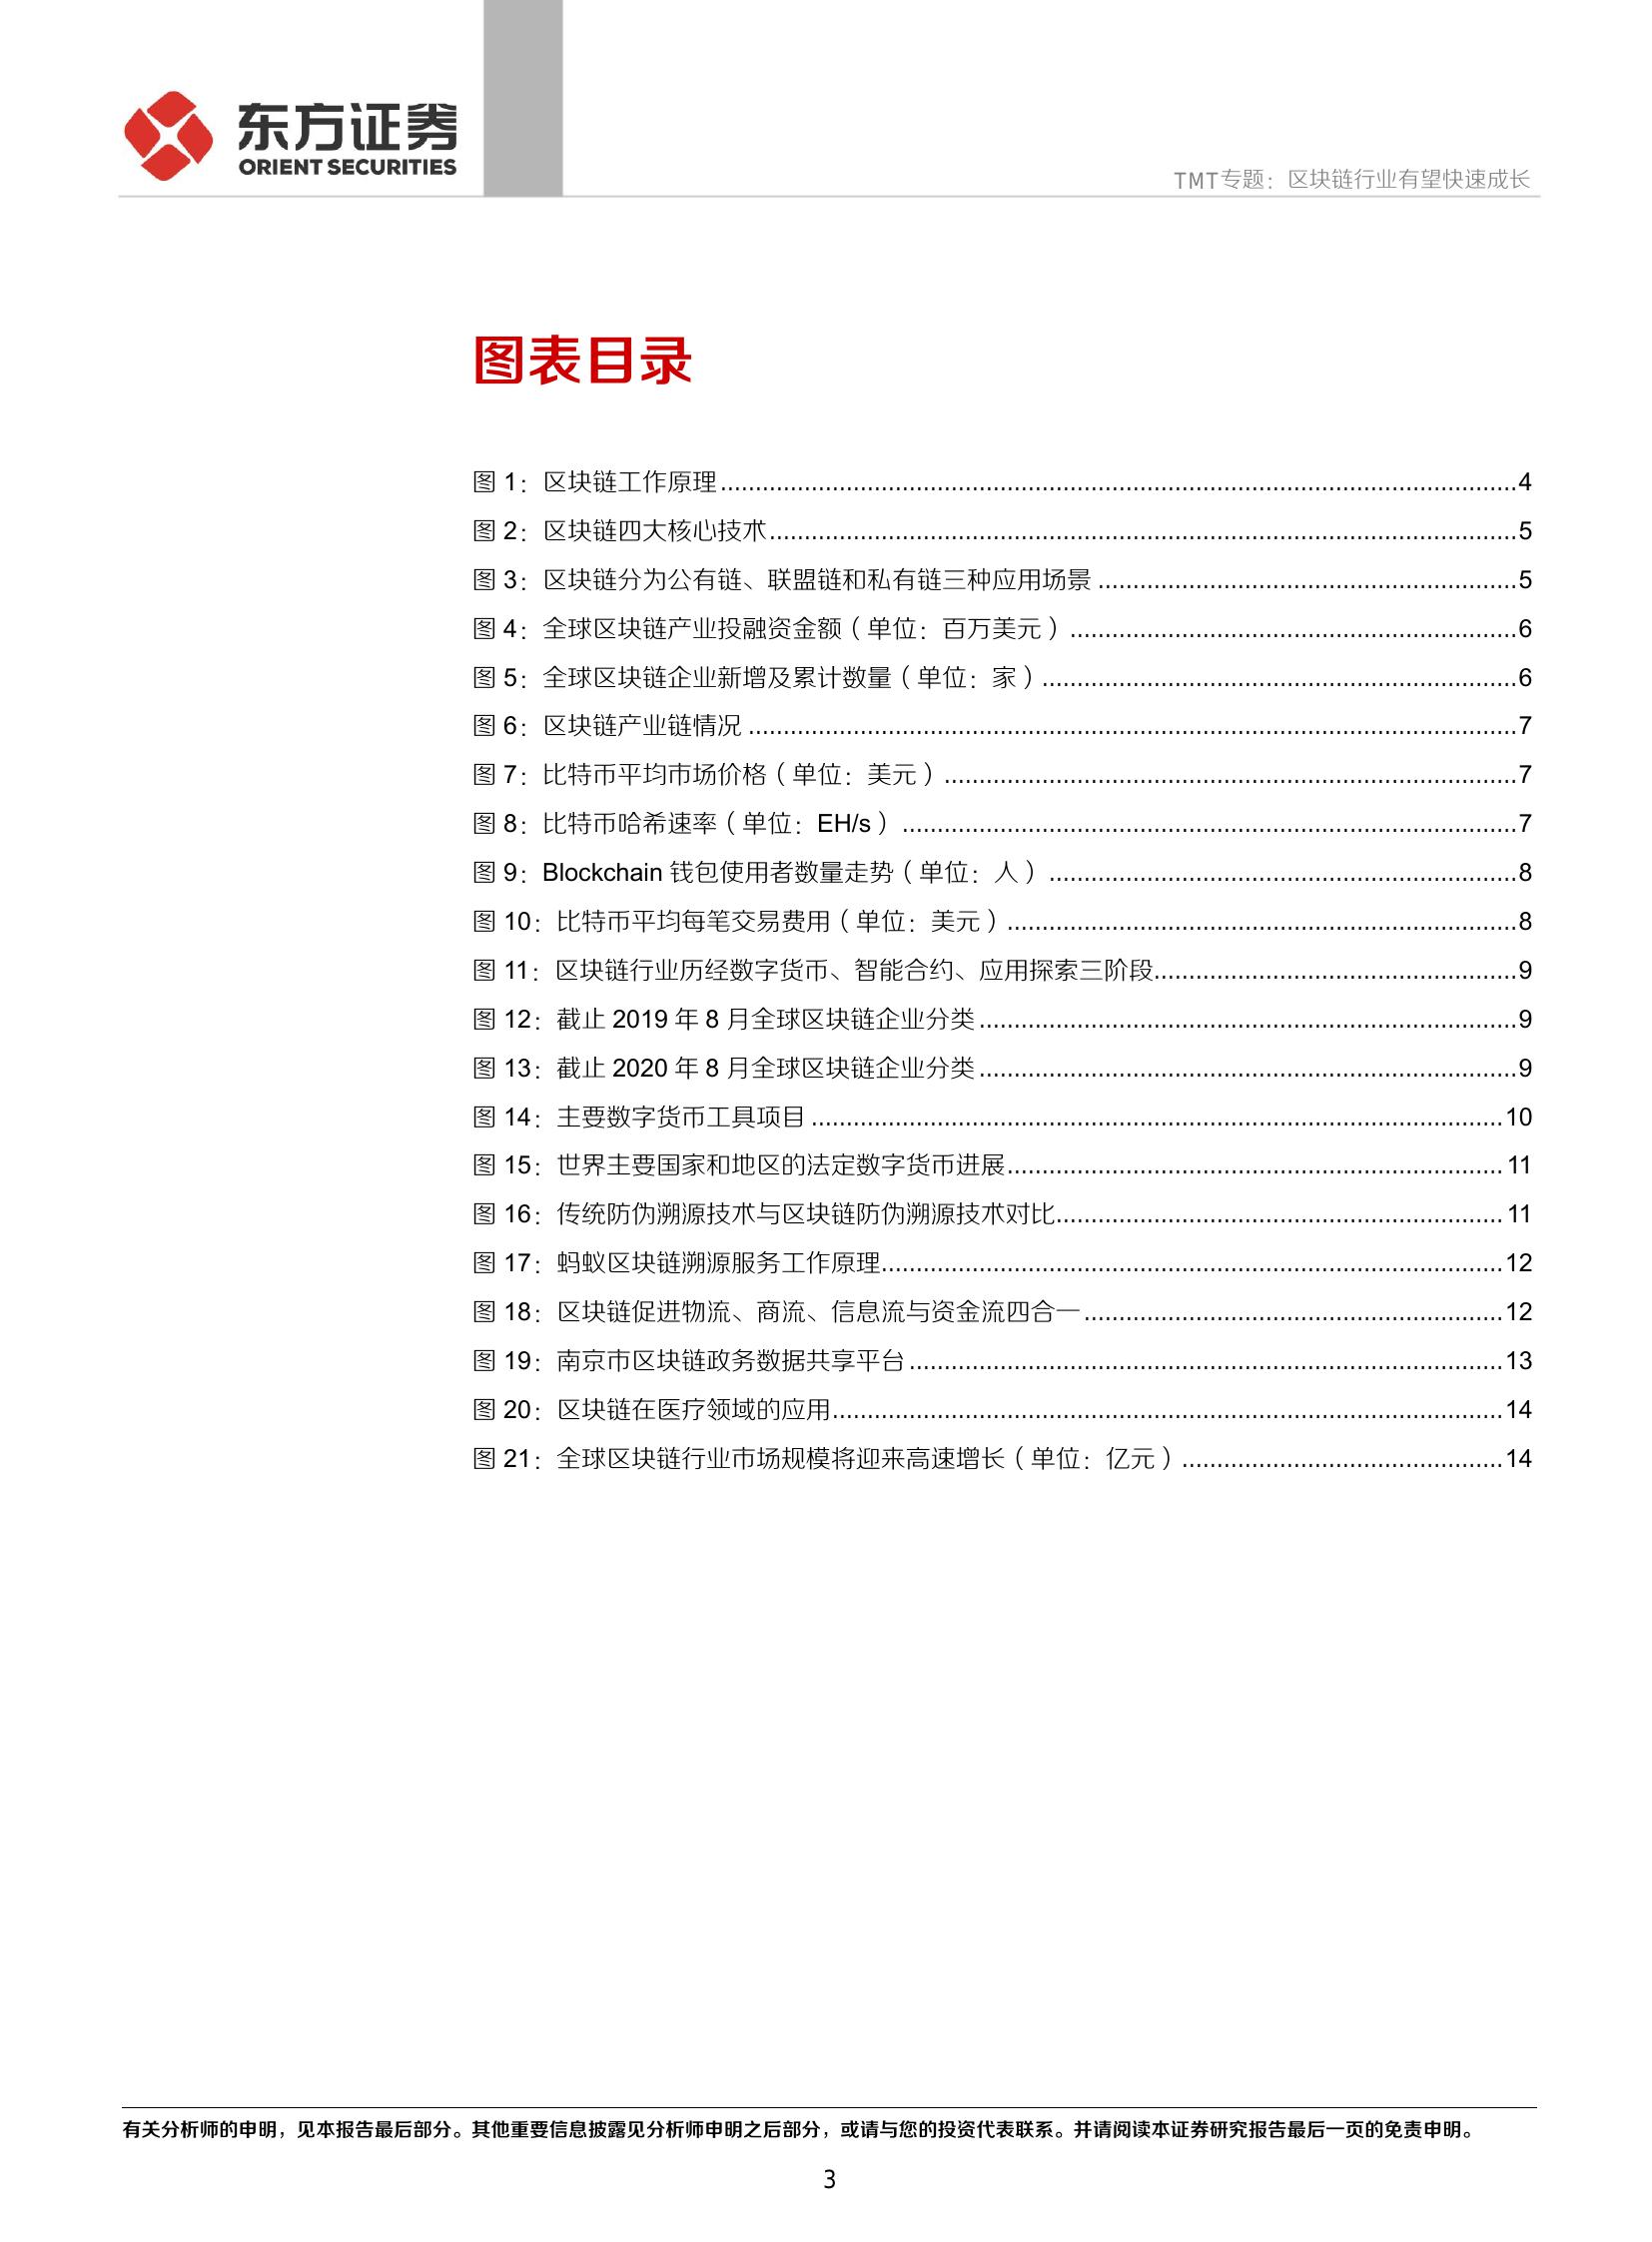 东方证券
ORIENT SECURITIES
TMT专题：区块链行业有望快速成长
图表目录
图 1：区块链工作原理........................................4
图 2：区块链四大核心技术........................................5
图 3：区块链分为公有链、联盟链和私有链三种应用场景........................................5
图 4：全球区块链产业投融资金额（单位：百万美元）........................................6
图 5：全球区块链企业新增及累计数量（单位：家）........................................6
图 6：区块链产业链情况........................................7
图 7：比特币平均市场价格（单位：美元）........................................7
图 8：比特币哈希速率（单位：EH/s）........................................7
图 9：Blockchain 钱包使用者数量走势（单位：人）........................................8
图 10：比特币平均每笔交易费用（单位：美元）........................................8
图 11：区块链行业历经数字货币、智能合约、应用探索三阶段........................................9
图 12：截止 2019 年 8 月全球区块链企业分类........................................9
图 13：截止 2020 年 8 月全球区块链企业分类........................................9
图 14：主要数字货币工具项目........................................10
图 15：世界主要国家和地区的法定数字货币进展........................................11
图 16：传统防伪溯源技术与区块链防伪溯源技术对比........................................11
图 17：蚂蚁区块链溯源服务工作原理........................................12
图 18：区块链促进物流、商流、信息流与资金流四合一........................................12
图 19：南京市区块链政务数据共享平台........................................13
图 20：区块链在医疗领域的应用........................................14
图 21：全球区块链行业市场规模将迎来高速增长（单位：亿元）........................................14
有关分析师的申明，见本报告最后部分。其他重要信息披露见分析师申明之后部分，或请与您的投资代表联系。并请阅读本证券研究报告最后一页的免责申明。
3